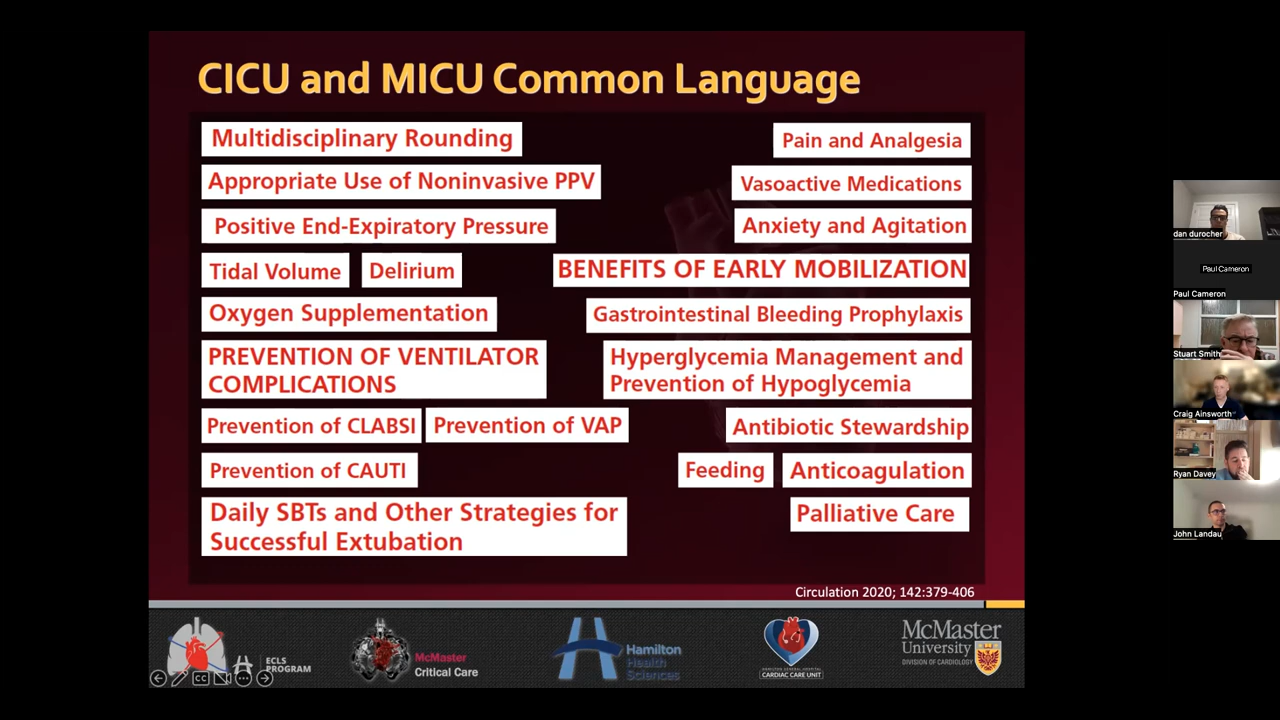 CICU and MICU Common Language
Multidisciplinary Rounding
Pain and Analgesia
Appropriate Use of Noninvasive PPV
Vasoactive Medications
Positive End-Expiratory Pressure
Anxiety and Agitation
Tidal Volume
Delirium
BENEFITS OF EARLY MOBILIZATION
Oxygen Supplementation
Gastrointestinal Bleeding Prophylaxis
PREVENTION OF VENTILATOR
COMPLICATIONS
Hyperglycemia Management and
Prevention of Hypoglycemia
Prevention of CLABSI
Prevention of VAP
Antibiotic Stewardship
Prevention of CAUTI
Feeding
Anticoagulation
Daily SBTs and Other Strategies for
Successful Extubation
Palliative Care
Circulation 2020; 142:379-406
ECLS
PROGRAM
CC
McMaster
Critical Care
Hamilton
Health
Sciences
HAMILTON GENERAL HOSPITAL
CARDIAC CARE UNIT
McMaster
University
DIVISION OF CARDIOLOGY
dan durocher
Paul Cameron
Paul Cameron
Stuart Smith
Craig Ainsworth
Ryan Davey
John Landau